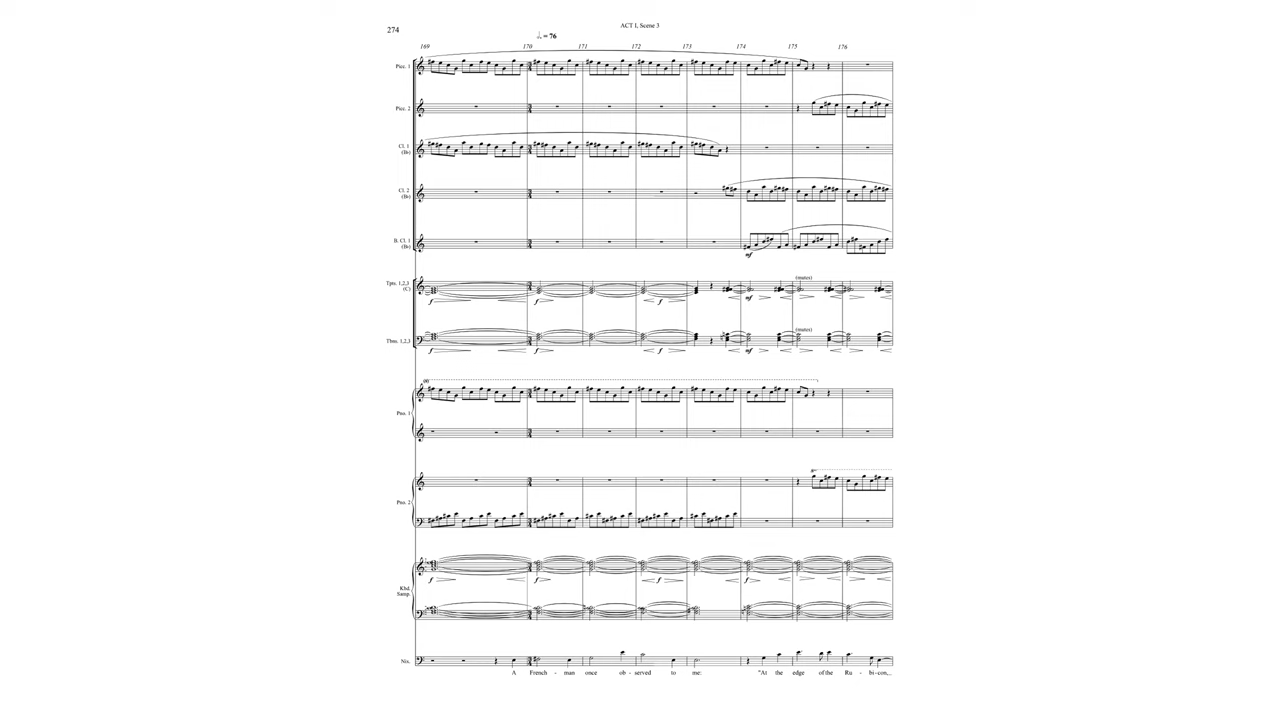 ACT I, Scene 3
274
♩. = 76
169 170 171 172 173 174 175 176
Picc. 1
Picc. 2
Cl. 1
(B♭)
Cl. 2
(B♭)
B. Cl. 1
(B♭)
mf
Tpts. 1,2,3
(C)
(mutes)
f f f mf
Tbns. 1,2,3
(mutes)
f f f mf
Pno. 1
Pno. 2
f f f f
Kbd.
Samp.
Nix.
A French - man once ob - served to me: "At the edge of the Ru - bi - con,